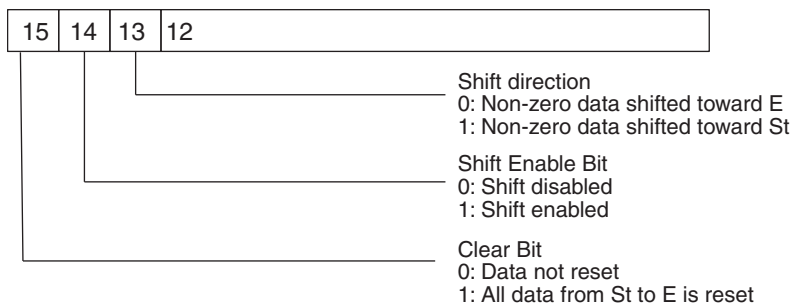 15 14 13 12
Shift direction
0: Non-zero data shifted toward E
1: Non-zero data shifted toward St
Shift Enable Bit
0: Shift disabled
1: Shift enabled
Clear Bit
0: Data not reset
1: All data from St to E is reset